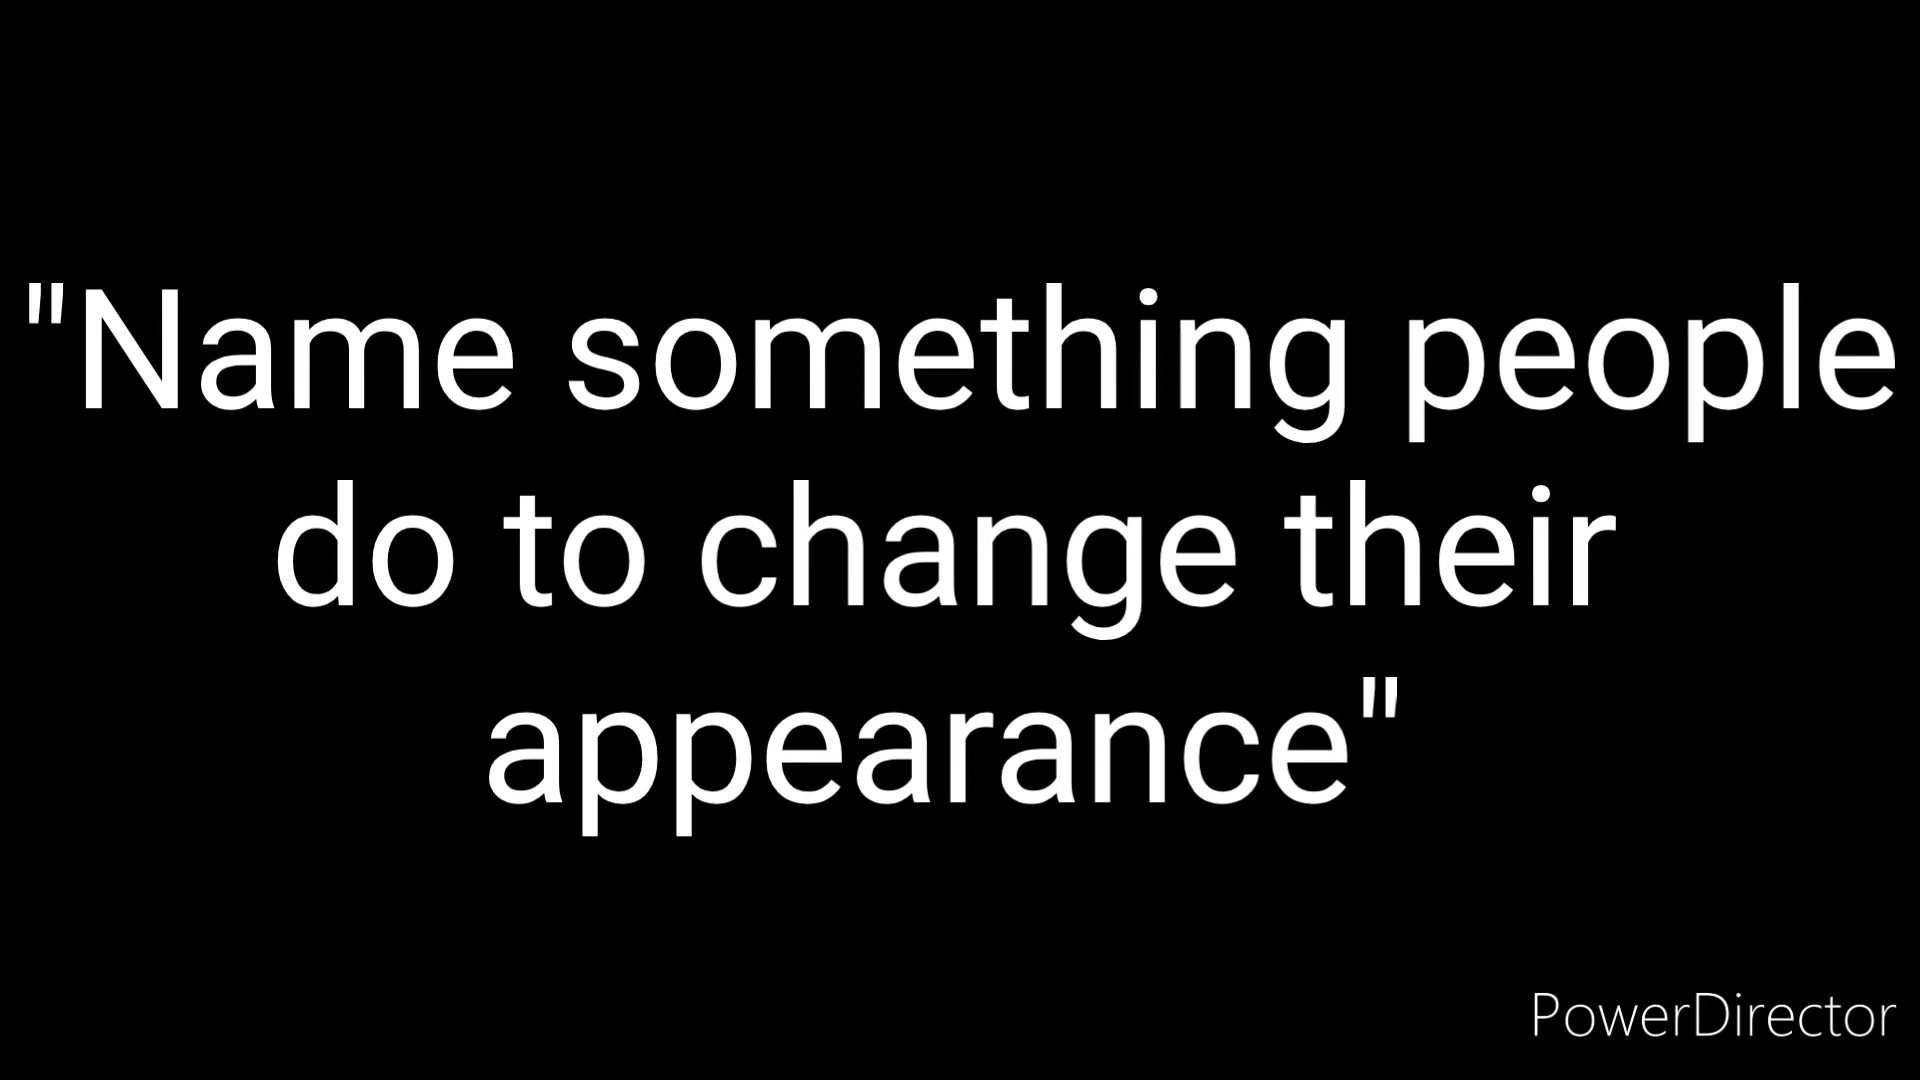 "Name something people
do to change their
appearance"
PowerDirector